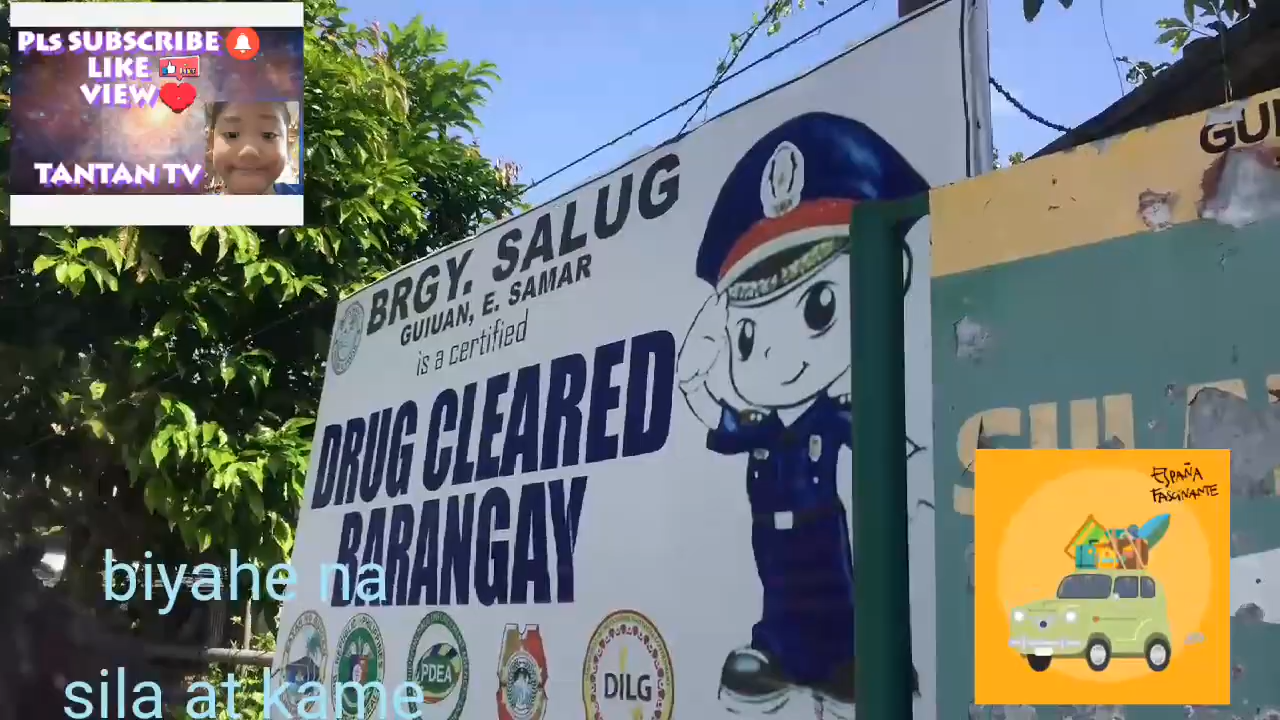 Pls SUBSCRIBE
LIKE
VIEW
TANTAN TV
BRGY. SALUG
GUIUAN, E. SAMAR
is a certified
DRUG CLEARED
BARANGAY
PDEA
DILG
GUI
ESPAÑA
FASCINANTE
biyahe na
sila at kame